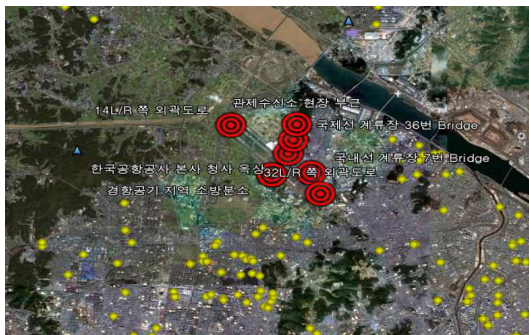 관제수신소 현장 부근
14L/R 쪽 외곽도로
국제선 계류장 36번 Bridge
국내선 계류장 7번 Bridge
한국공항공사 본사 청사 옥상
32L/R 쪽 외곽도로
경항공기 지역 소방분소